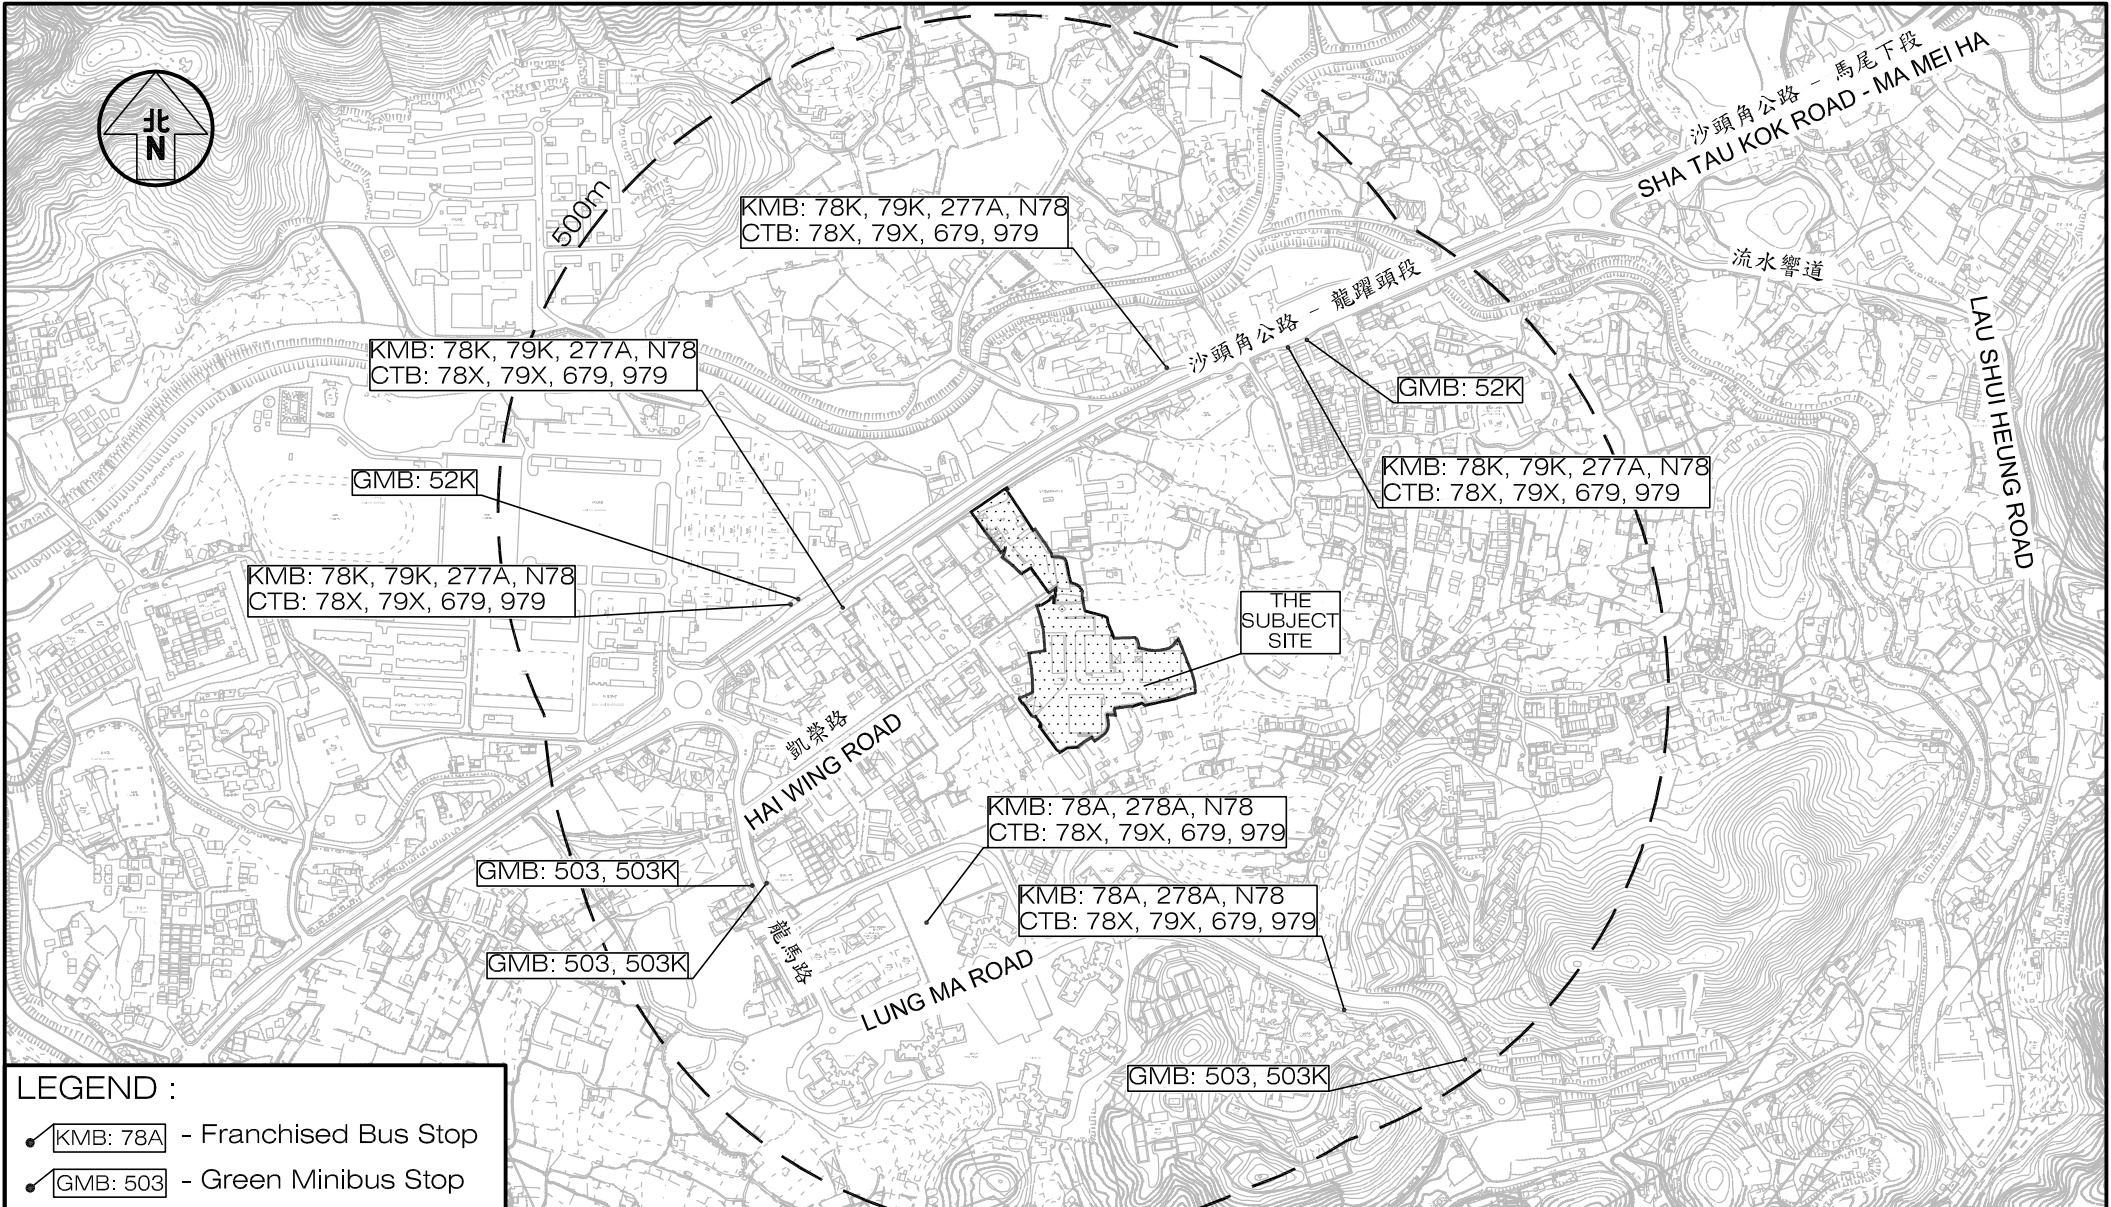 北
N
500m
沙頭角公路 - 馬尾下段
SHA TAU KOK ROAD - MA MEI HA
KMB: 78K, 79K, 277A, N78
CTB: 78X, 79X, 679, 979
流水響道
沙頭角公路 - 龍躍頭段
LAU SHUI HEUNG ROAD
KMB: 78K, 79K, 277A, N78
CTB: 78X, 79X, 679, 979
GMB: 52K
GMB: 52K
KMB: 78K, 79K, 277A, N78
CTB: 78X, 79X, 679, 979
KMB: 78K, 79K, 277A, N78
CTB: 78X, 79X, 679, 979
THE
SUBJECT
SITE
凱榮路
HAI WING ROAD
KMB: 78A, 278A, N78
CTB: 78X, 79X, 679, 979
GMB: 503, 503K
KMB: 78A, 278A, N78
CTB: 78X, 79X, 679, 979
龍馬路
GMB: 503, 503K
LUNG MA ROAD
GMB: 503, 503K
LEGEND :
KMB: 78A - Franchised Bus Stop
GMB: 503 - Green Minibus Stop